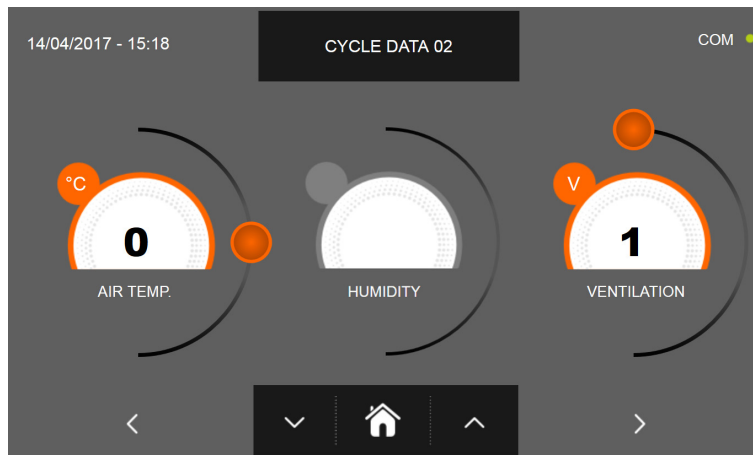 14/04/2017 - 15:18
CYCLE DATA 02
COM
°C
0
AIR TEMP.
HUMIDITY
V
1
VENTILATION